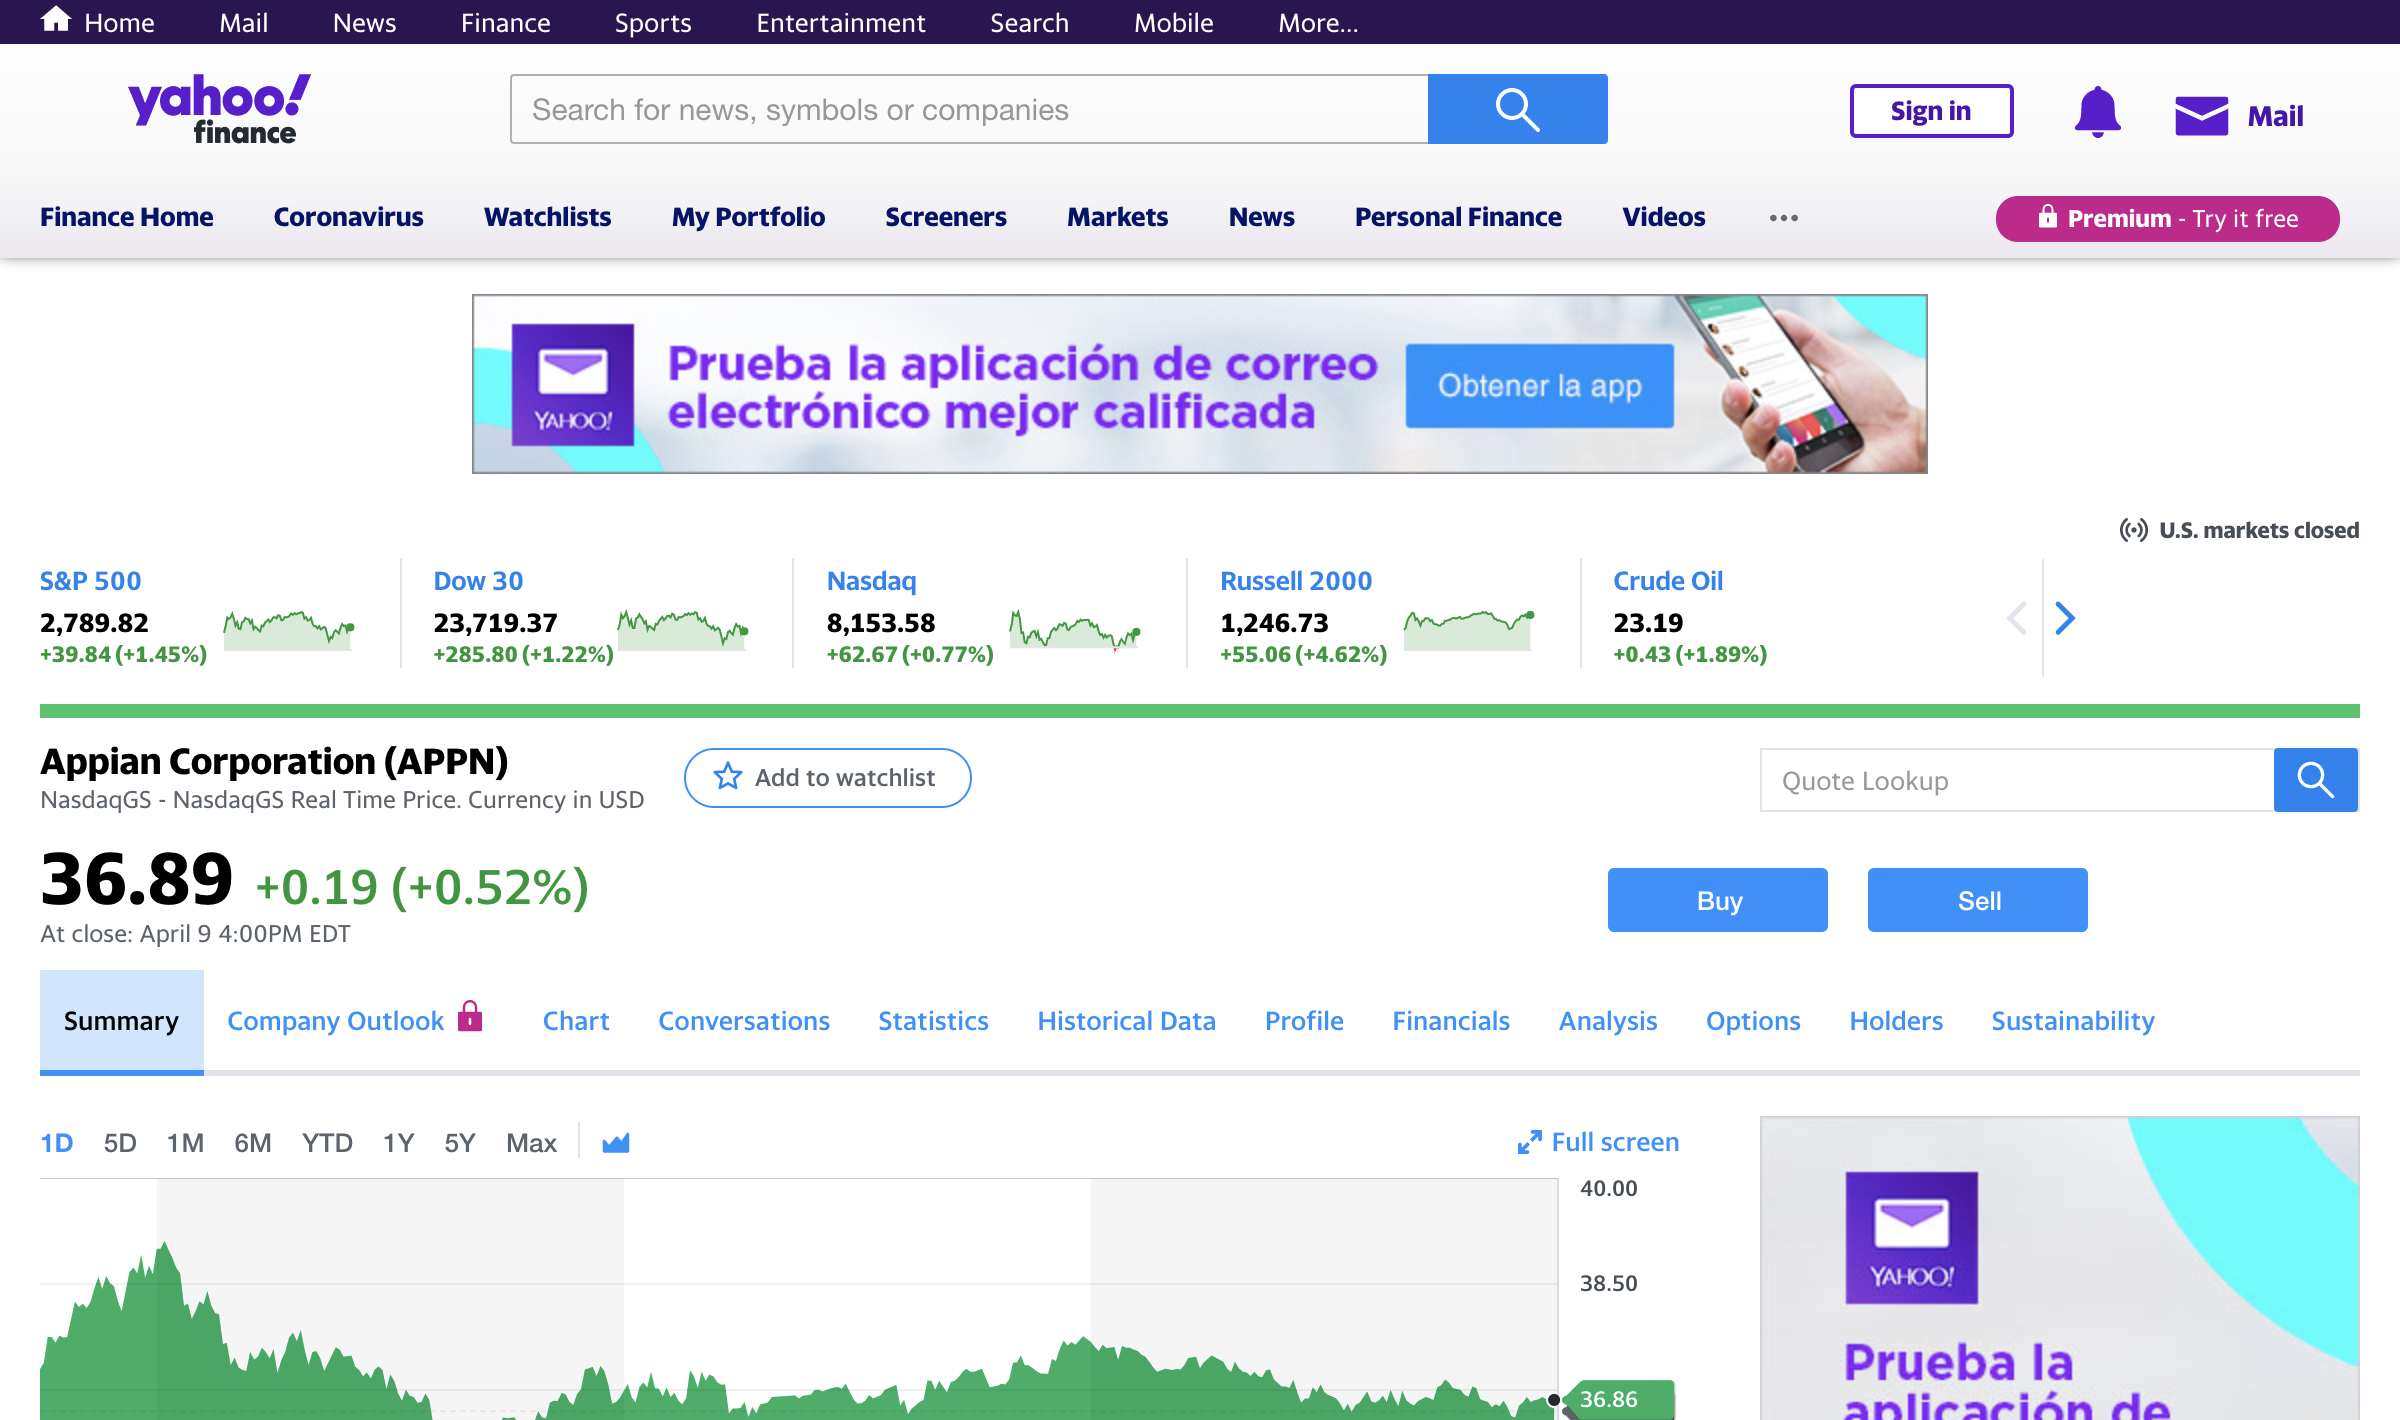 Home Mail News Finance Sports Entertainment Search Mobile More...
yahoo!
finance
Search for news, symbols or companies
Sign in
Mail
Finance Home Coronavirus Watchlists My Portfolio Screeners Markets News Personal Finance Videos ••• Premium - Try it free
YAHOO!
Prueba la aplicación de correo
electrónico mejor calificada
Obtener la app
U.S. markets closed
S&P 500
2,789.82
+39.84 (+1.45%)
Dow 30
23,719.37
+285.80 (+1.22%)
Nasdaq
8,153.58
+62.67 (+0.77%)
Russell 2000
1,246.73
+55.06 (+4.62%)
Crude Oil
23.19
+0.43 (+1.89%)
Appian Corporation (APPN)
NasdaqGS - NasdaqGS Real Time Price. Currency in USD
Add to watchlist
Quote Lookup
36.89 +0.19 (+0.52%)
At close: April 9 4:00PM EDT
Buy
Sell
Summary Company Outlook Chart Conversations Statistics Historical Data Profile Financials Analysis Options Holders Sustainability
1D 5D 1M 6M YTD 1Y 5Y Max
Full screen
40.00
38.50
36.86
YAHOO!
Prueba la
aplicación de